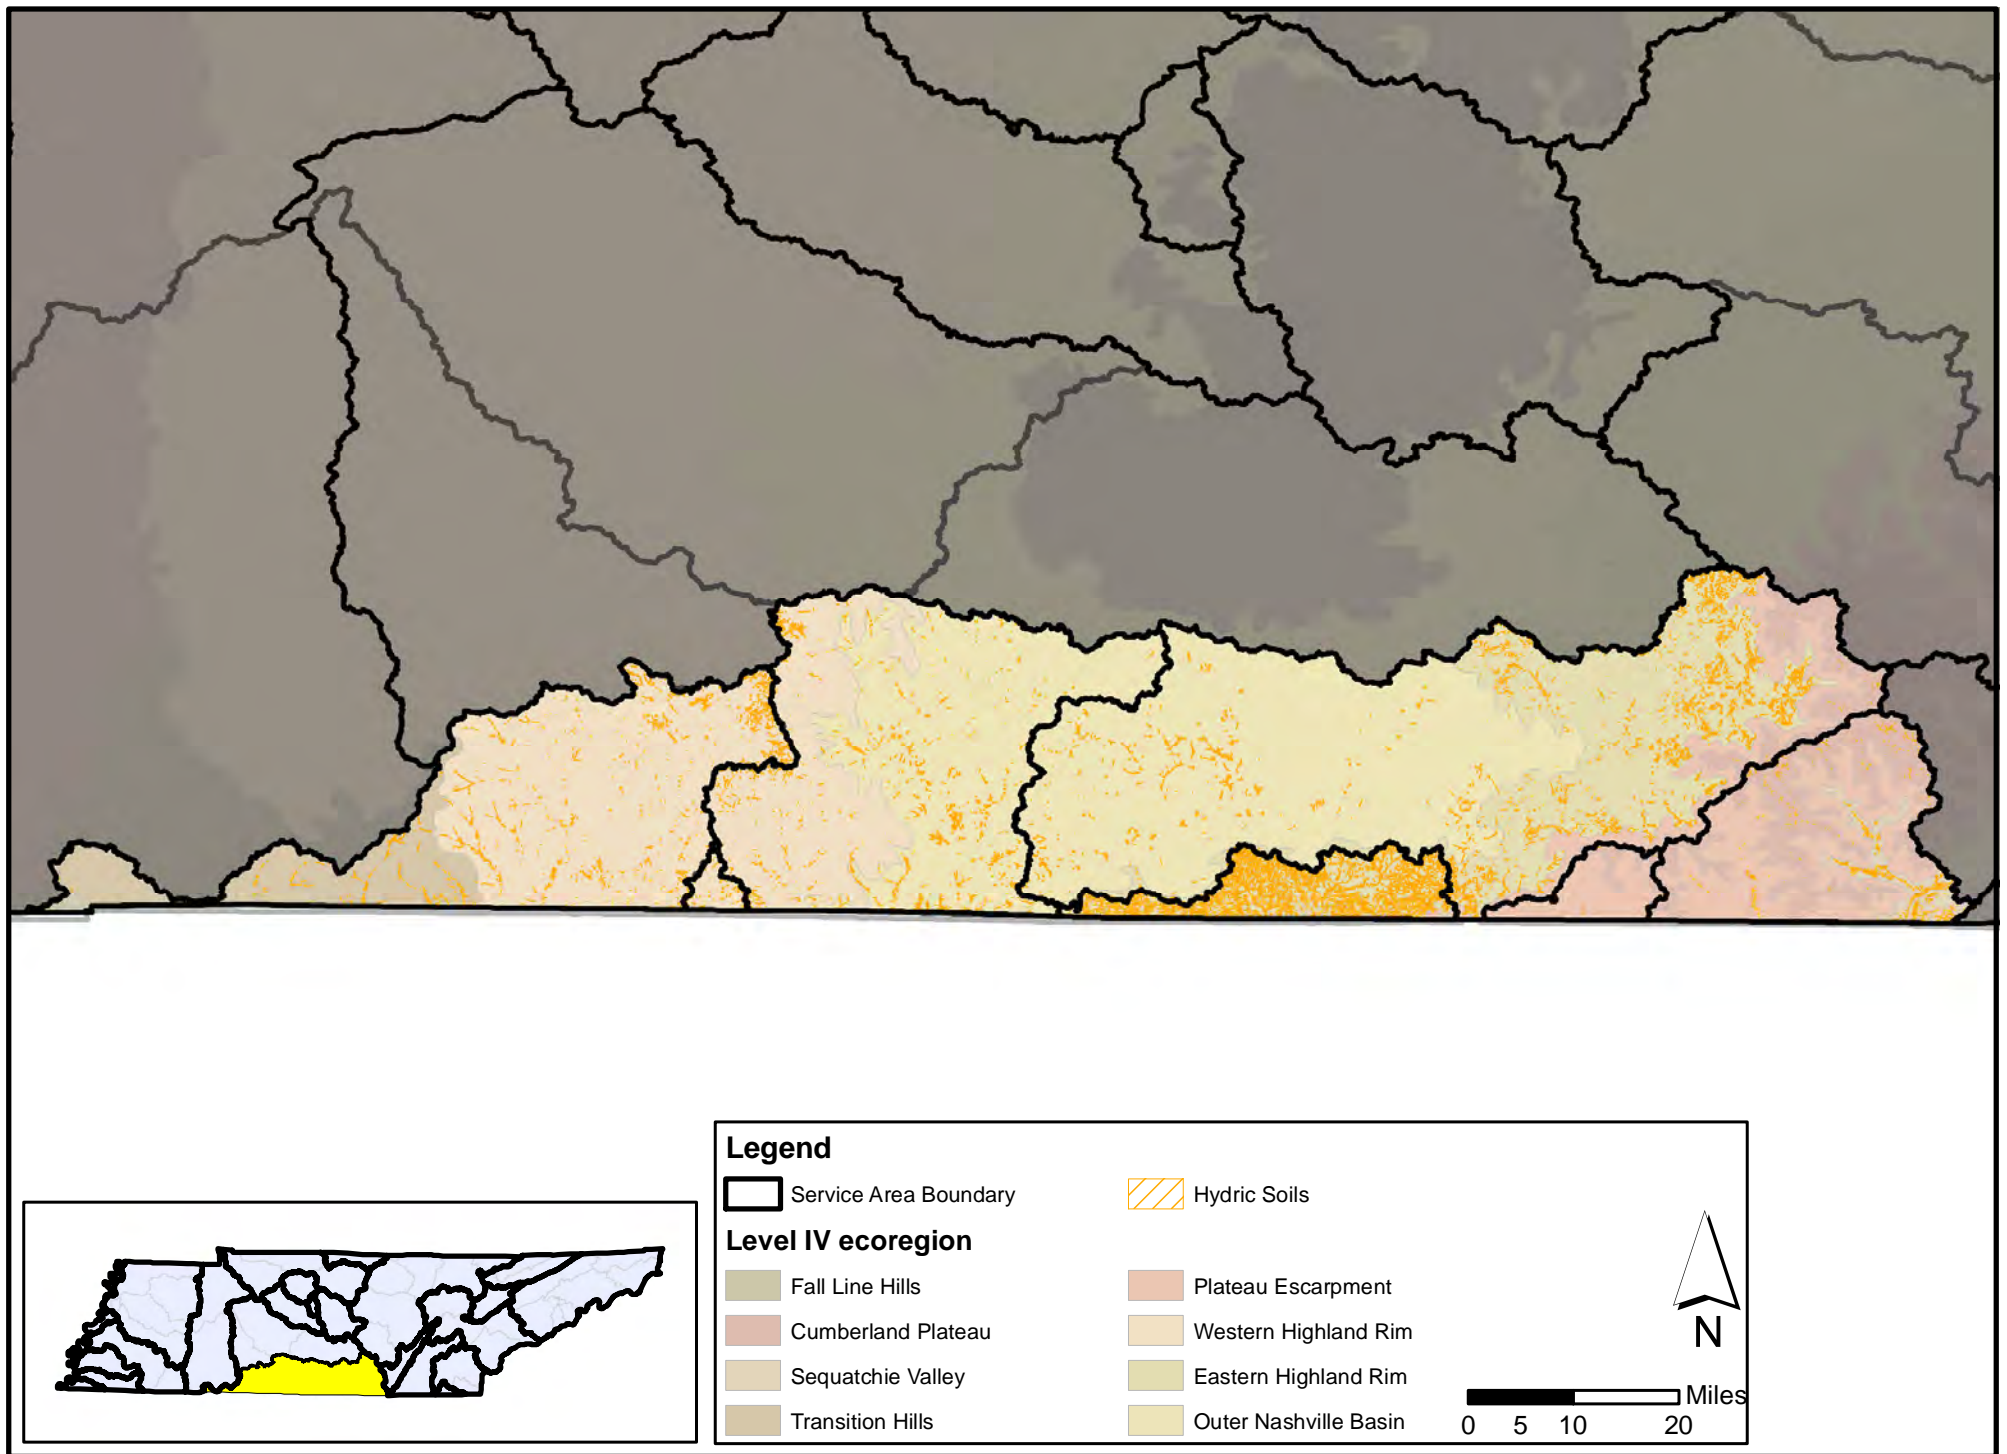 Legend
Service Area Boundary
Hydric Soils
Level IV ecoregion
Fall Line Hills
Plateau Escarpment
Cumberland Plateau
Western Highland Rim
Sequatchie Valley
Eastern Highland Rim
Transition Hills
Outer Nashville Basin
N
Miles
0 5 10 20